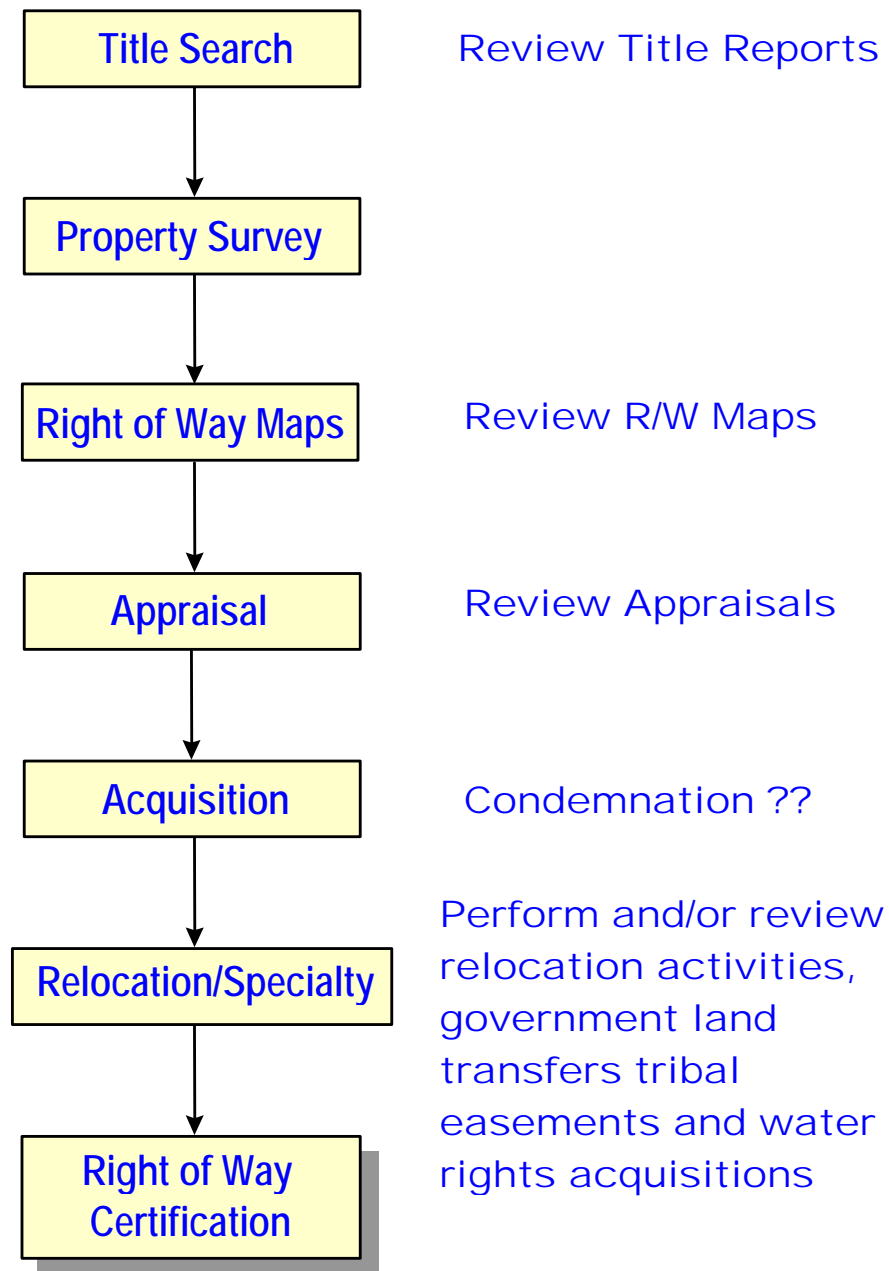 Title Search
Review Title Reports
Property Survey
Right of Way Maps
Review R/W Maps
Appraisal
Review Appraisals
Acquisition
Condemnation ??
Relocation/Specialty
Perform and/or review
relocation activities,
government land
transfers tribal
easements and water
rights acquisitions
Right of Way
Certification